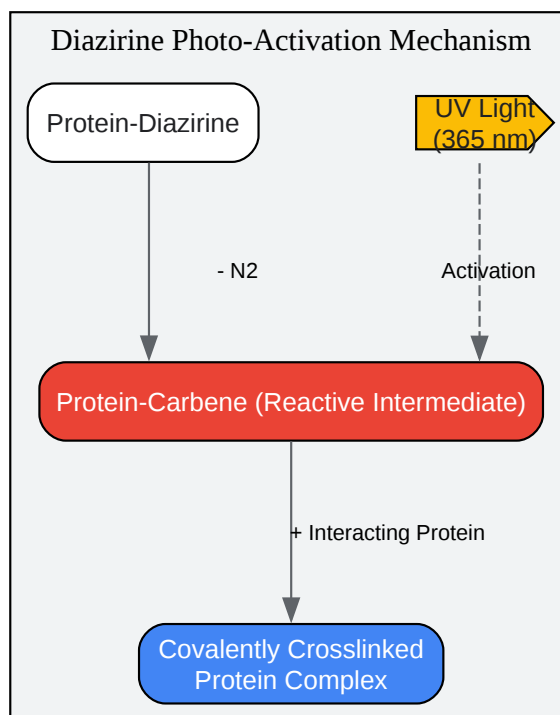 Diazirine Photo-Activation Mechanism
Protein-Diazirine
UV Light
(365 nm)
- N2
Activation
Protein-Carbene (Reactive Intermediate)
+ Interacting Protein
Covalently Crosslinked
Protein Complex